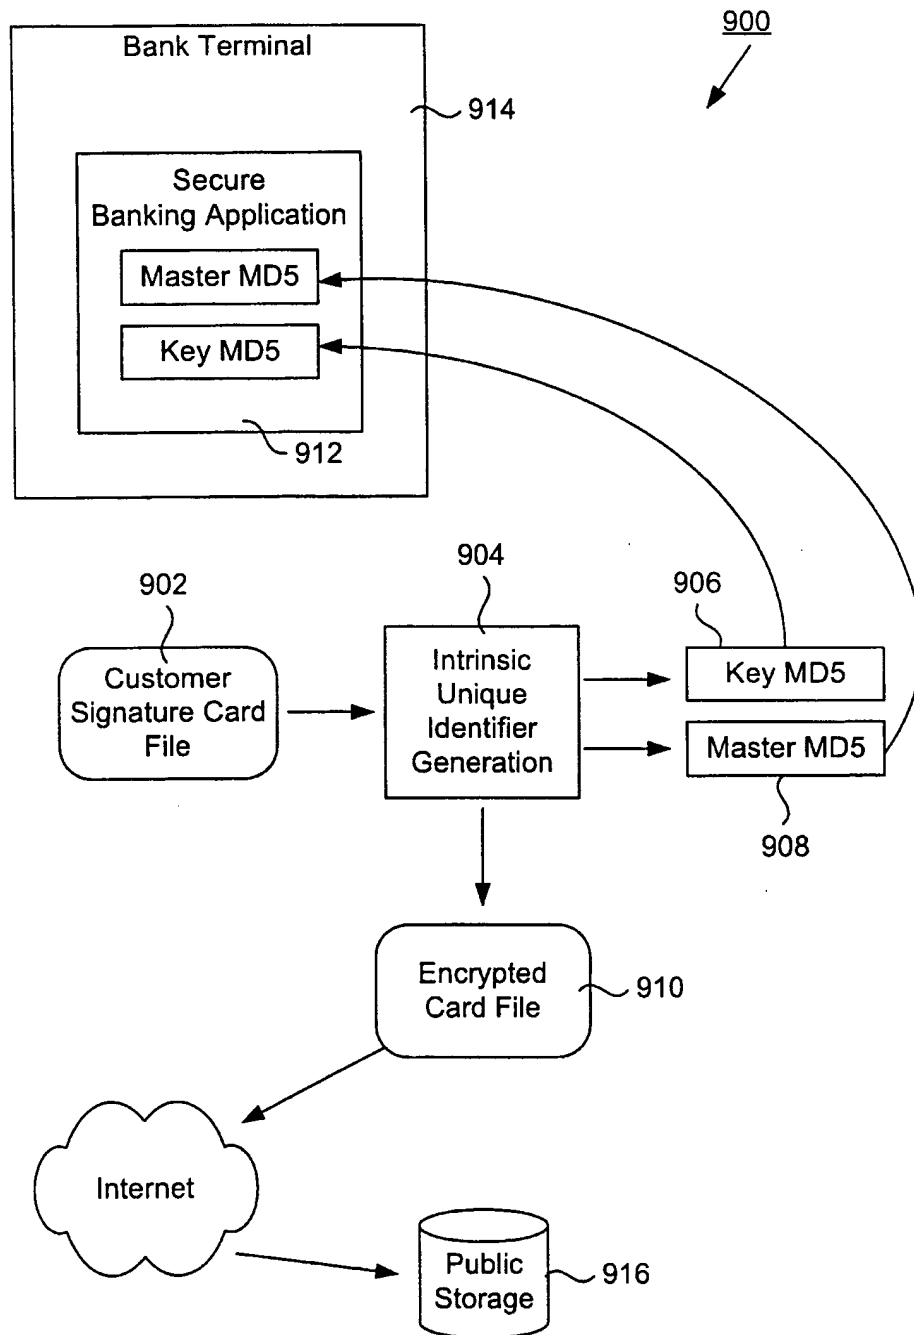 900
Bank Terminal
914
Secure
Banking Application
Master MD5
Key MD5
912
904
902
906
Customer
Signature Card
File
Intrinsic
Unique
Identifier
Generation
Key MD5
Master MD5
908
Encrypted
Card File
910
Internet
Public
Storage
916